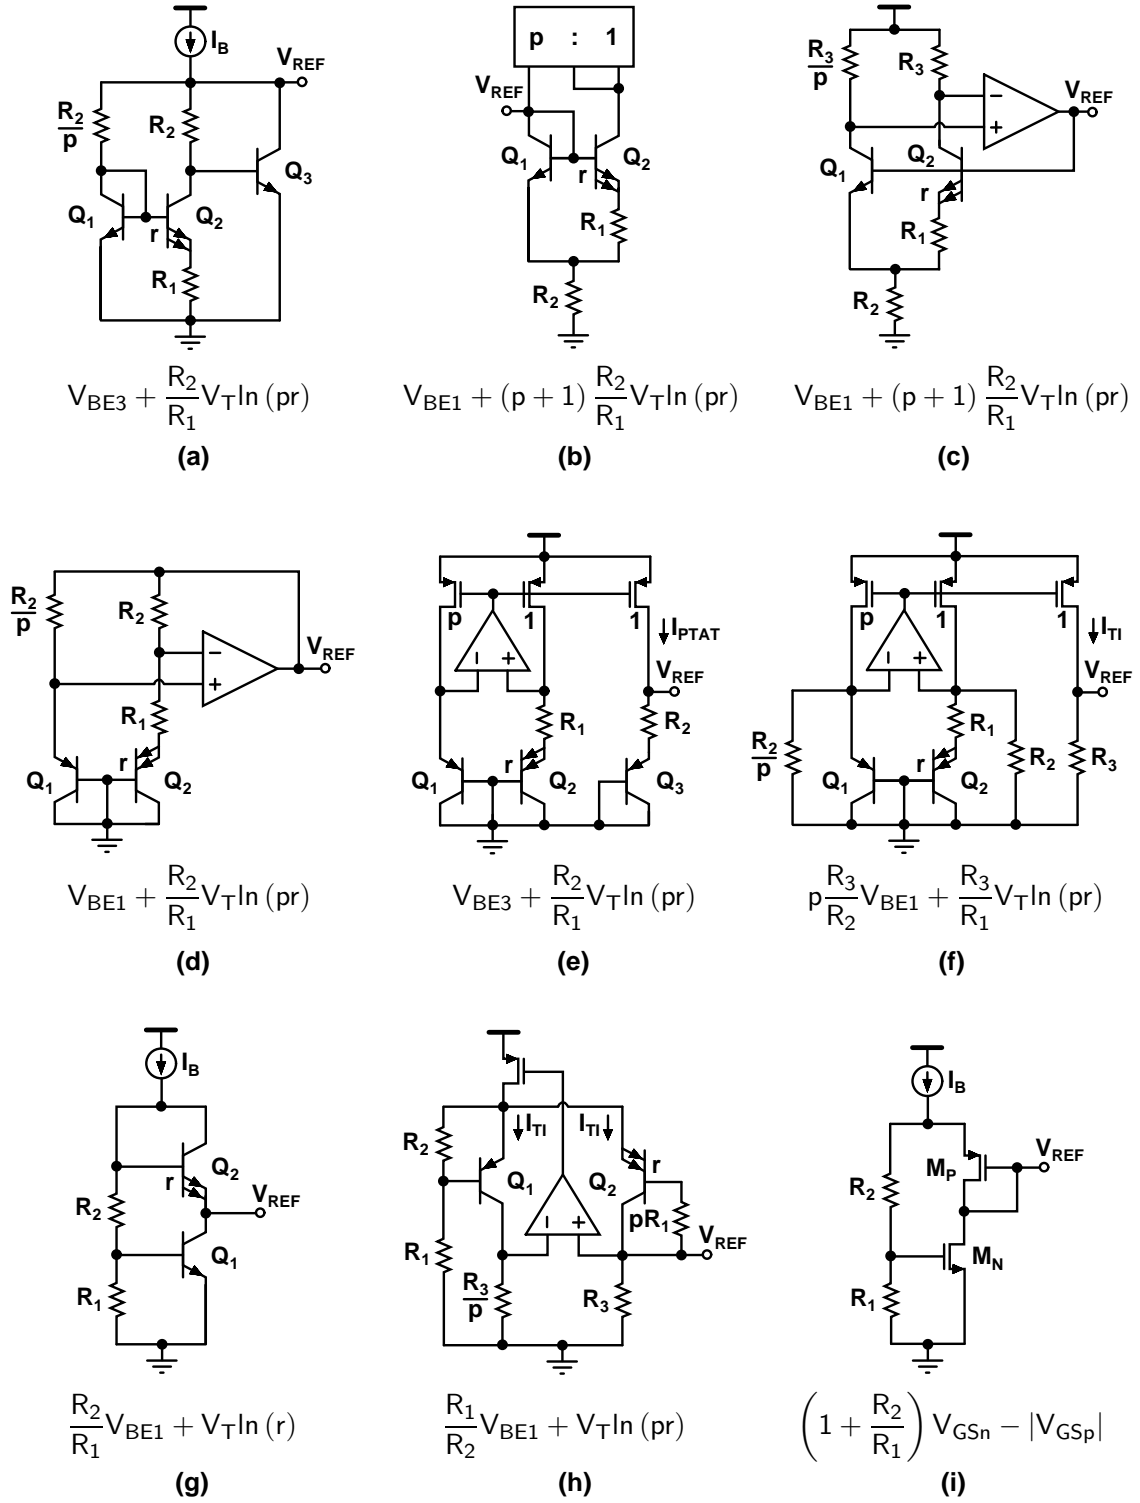 I_B
V_REF
R_2/p
R_2
Q_3
Q_1
Q_2
r
R_1
V_BE3 + R_2/R_1 V_T ln (pr)
(a)
p : 1
V_REF
Q_1
Q_2
r
R_1
R_2
V_BE1 + (p + 1) R_2/R_1 V_T ln (pr)
(b)
R_3/p
R_3
V_REF
−
+
Q_1
Q_2
r
R_1
R_2
V_BE1 + (p + 1) R_2/R_1 V_T ln (pr)
(c)
R_2/p
R_2
V_REF
−
+
R_1
Q_1
r
Q_2
V_BE1 + R_2/R_1 V_T ln (pr)
(d)
p
1
1
I_PTAT
− +
V_REF
R_1
R_2
Q_1
r
Q_2
Q_3
V_BE3 + R_2/R_1 V_T ln (pr)
(e)
p
1
1
I_TI
− +
V_REF
R_2/p
R_1
R_2
R_3
Q_1
r
Q_2
p R_3/R_2 V_BE1 + R_3/R_1 V_T ln (pr)
(f)
I_B
Q_2
r
V_REF
R_2
Q_1
R_1
R_2/R_1 V_BE1 + V_T ln (r)
(g)
I_TI
I_TI
R_2
Q_1
Q_2
r
pR_1
− +
V_REF
R_1
R_3/p
R_3
R_1/R_2 V_BE1 + V_T ln (pr)
(h)
I_B
M_P
V_REF
R_2
M_N
R_1
(1 + R_2/R_1) V_GSn − |V_GSp|
(i)